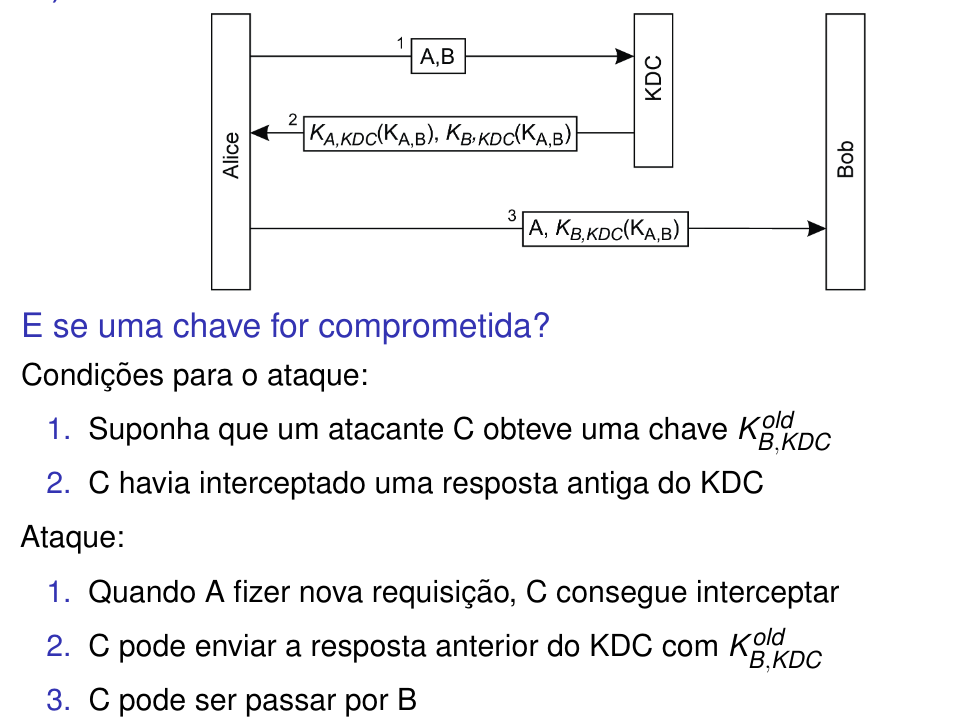 1 A,B
KDC
2 K_{A,KDC}(K_{A,B}), K_{B,KDC}(K_{A,B})
Alice
Bob
3 A, K_{B,KDC}(K_{A,B})
E se uma chave for comprometida?
Condições para o ataque:
1. Suponha que um atacante C obteve uma chave K^{old}_{B,KDC}
2. C havia interceptado uma resposta antiga do KDC
Ataque:
1. Quando A fizer nova requisição, C consegue interceptar
2. C pode enviar a resposta anterior do KDC com K^{old}_{B,KDC}
3. C pode ser passar por B